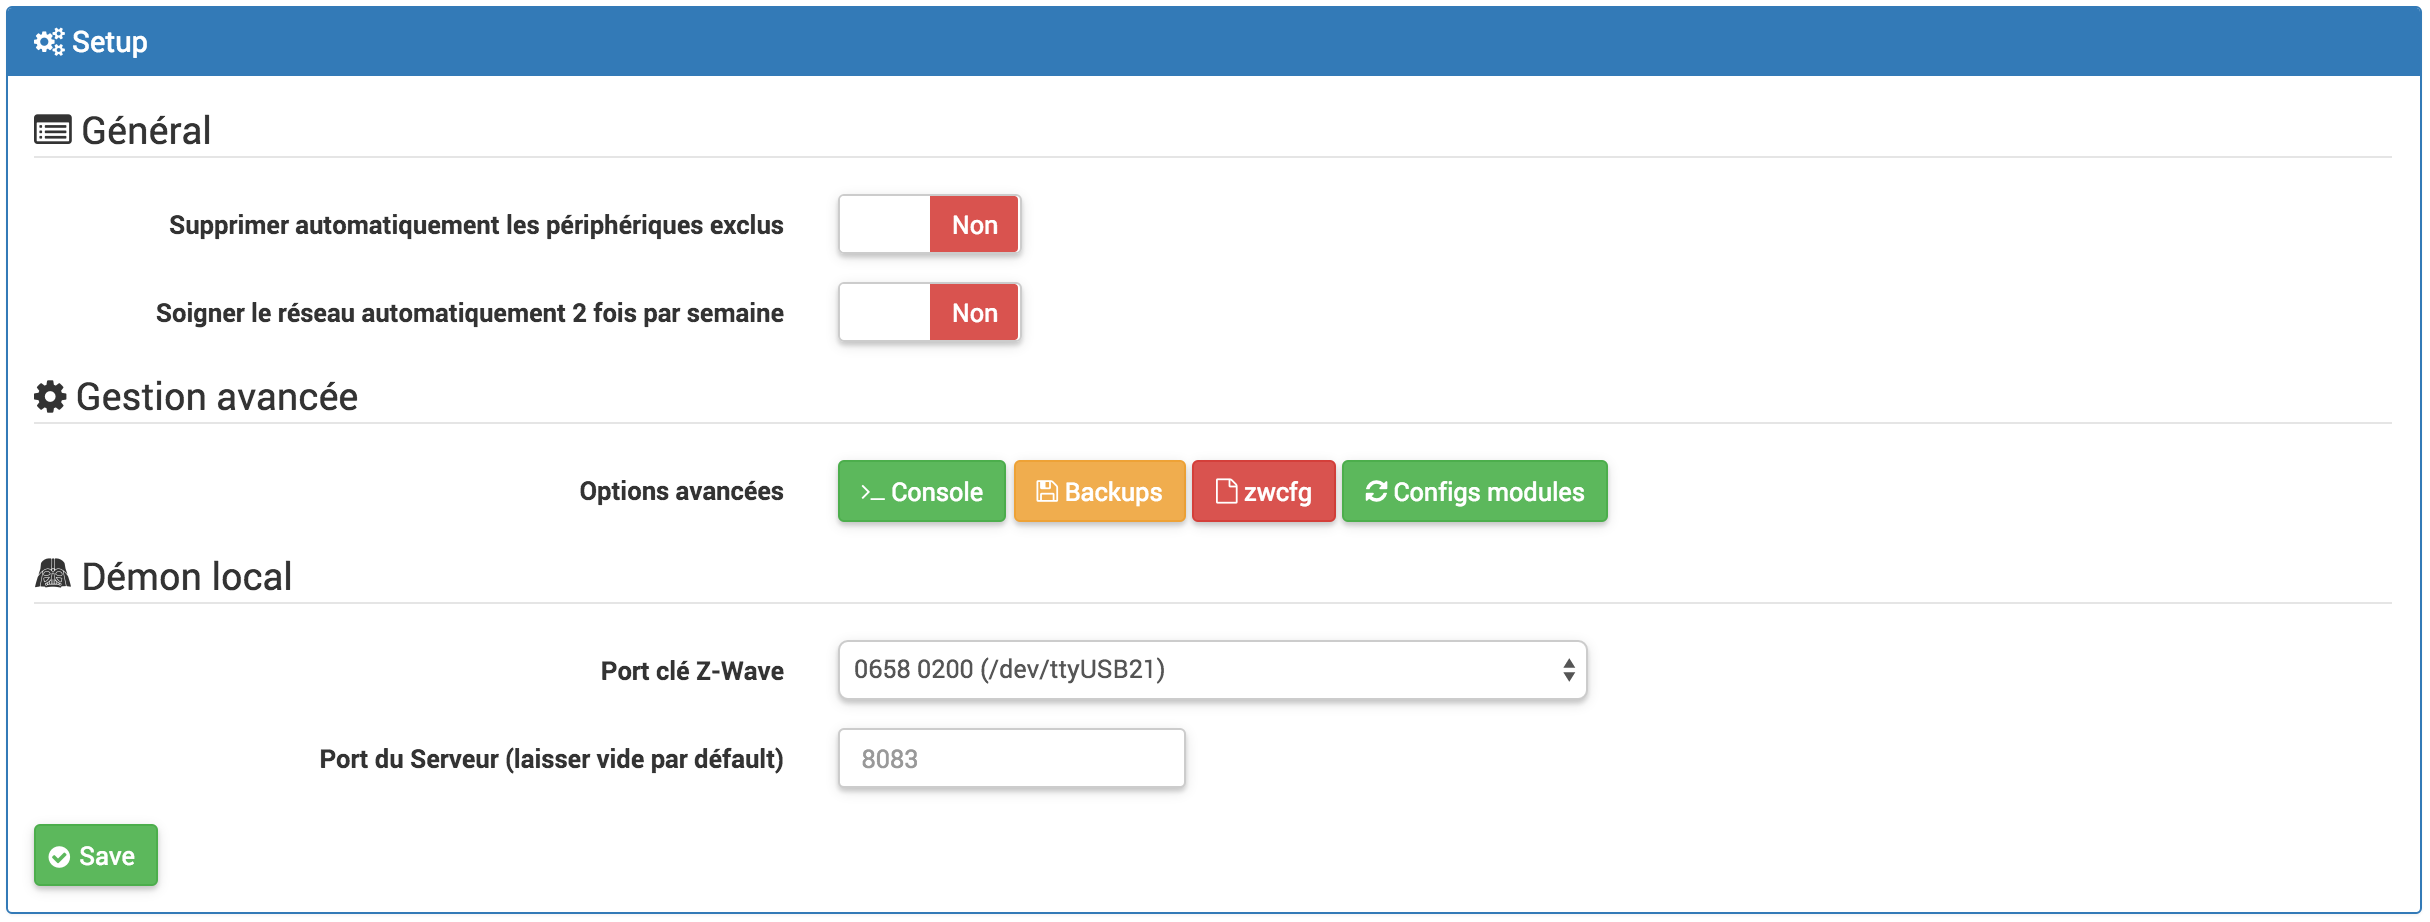 Setup
Général
Supprimer automatiquement les périphériques exclus Non
Soigner le réseau automatiquement 2 fois par semaine Non
Gestion avancée
Options avancées Console Backups zwcfg Configs modules
Démon local
Port clé Z-Wave 0658 0200 (/dev/ttyUSB21)
Port du Serveur (laisser vide par défault) 8083
Save